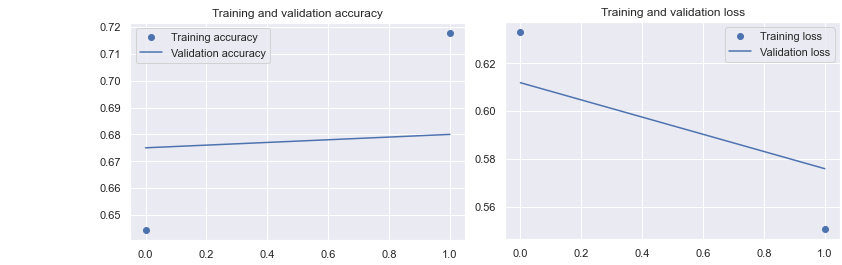 Training and validation accuracy
0.72
0.71
0.70
0.69
0.68
0.67
0.66
0.65
Training accuracy
Validation accuracy
0.0 0.2 0.4 0.6 0.8 1.0
Training and validation loss
0.62
0.60
0.58
0.56
Training loss
Validation loss
0.0 0.2 0.4 0.6 0.8 1.0